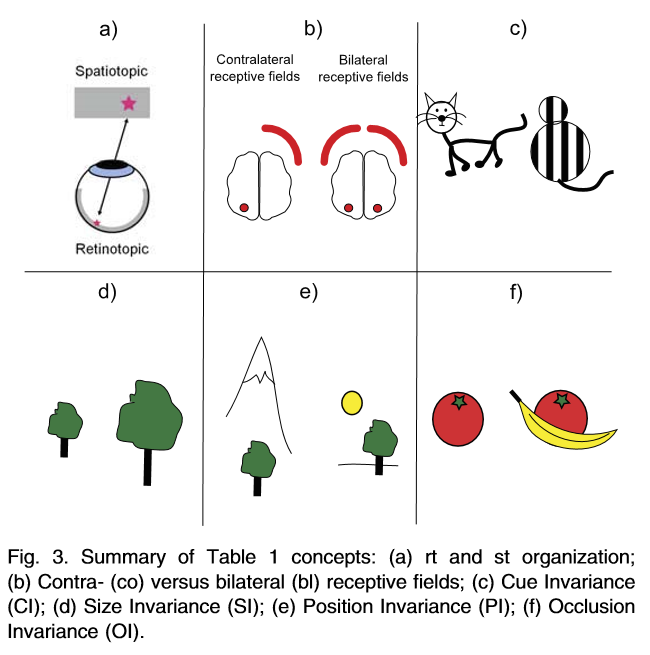 a)
b)
c)
Spatiotopic
Contralateral
receptive fields
Bilateral
receptive fields
Retinotopic
d)
e)
f)
Fig. 3. Summary of Table 1 concepts: (a) rt and st organization;
(b) Contra- (co) versus bilateral (bl) receptive fields; (c) Cue Invariance
(CI); (d) Size Invariance (SI); (e) Position Invariance (PI); (f) Occlusion
Invariance (OI).